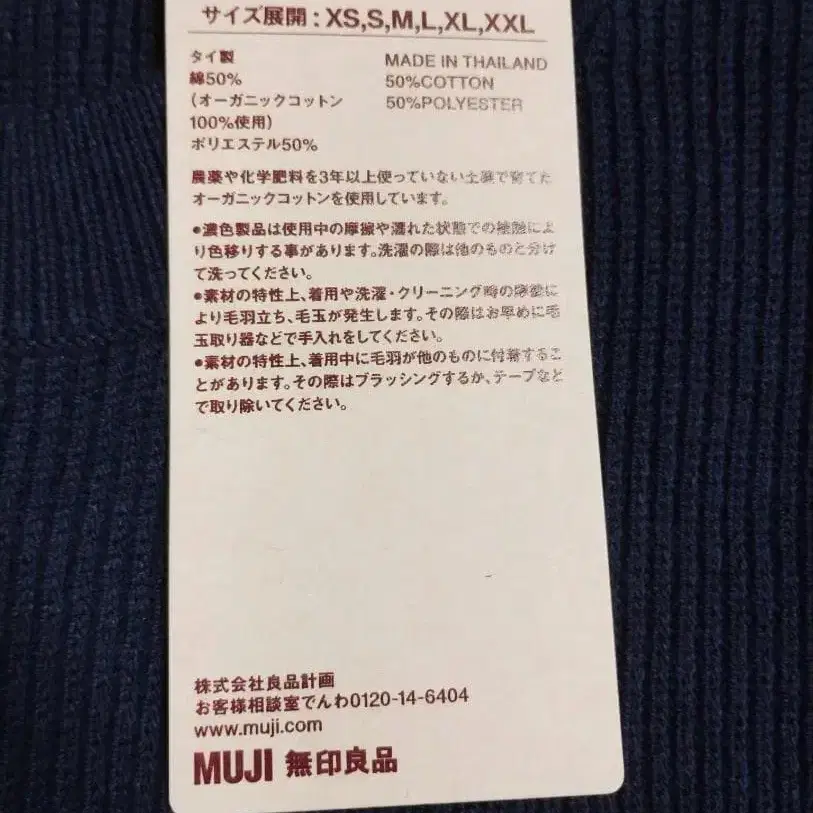 サイズ展開：XS,S,M,L,XL,XXL
タイ製
綿50%
(オーガニックコットン
100%使用)
ポリエステル50%
MADE IN THAILAND
50%COTTON
50%POLYESTER
農薬や化学肥料を3年以上使っていない土壌で育てた
オーガニックコットンを使用しています。
●濃色製品は使用中の摩擦や濡れた状態での接触によ
り色移りする事があります。洗濯の際は他のものと分け
て洗ってください。
●素材の特性上、着用や洗濯・クリーニング時の摩擦に
より毛羽立ち、毛玉が発生します。その際はお早めに毛
玉取り器などで手入れをしてください。
●素材の特性上、着用中に毛羽が他のものに付着するこ
とがあります。その際はブラッシングするか、テープなど
で取り除いてください。
株式会社良品計画
お客様相談室でんわ0120-14-6404
www.muji.com
MUJI 無印良品